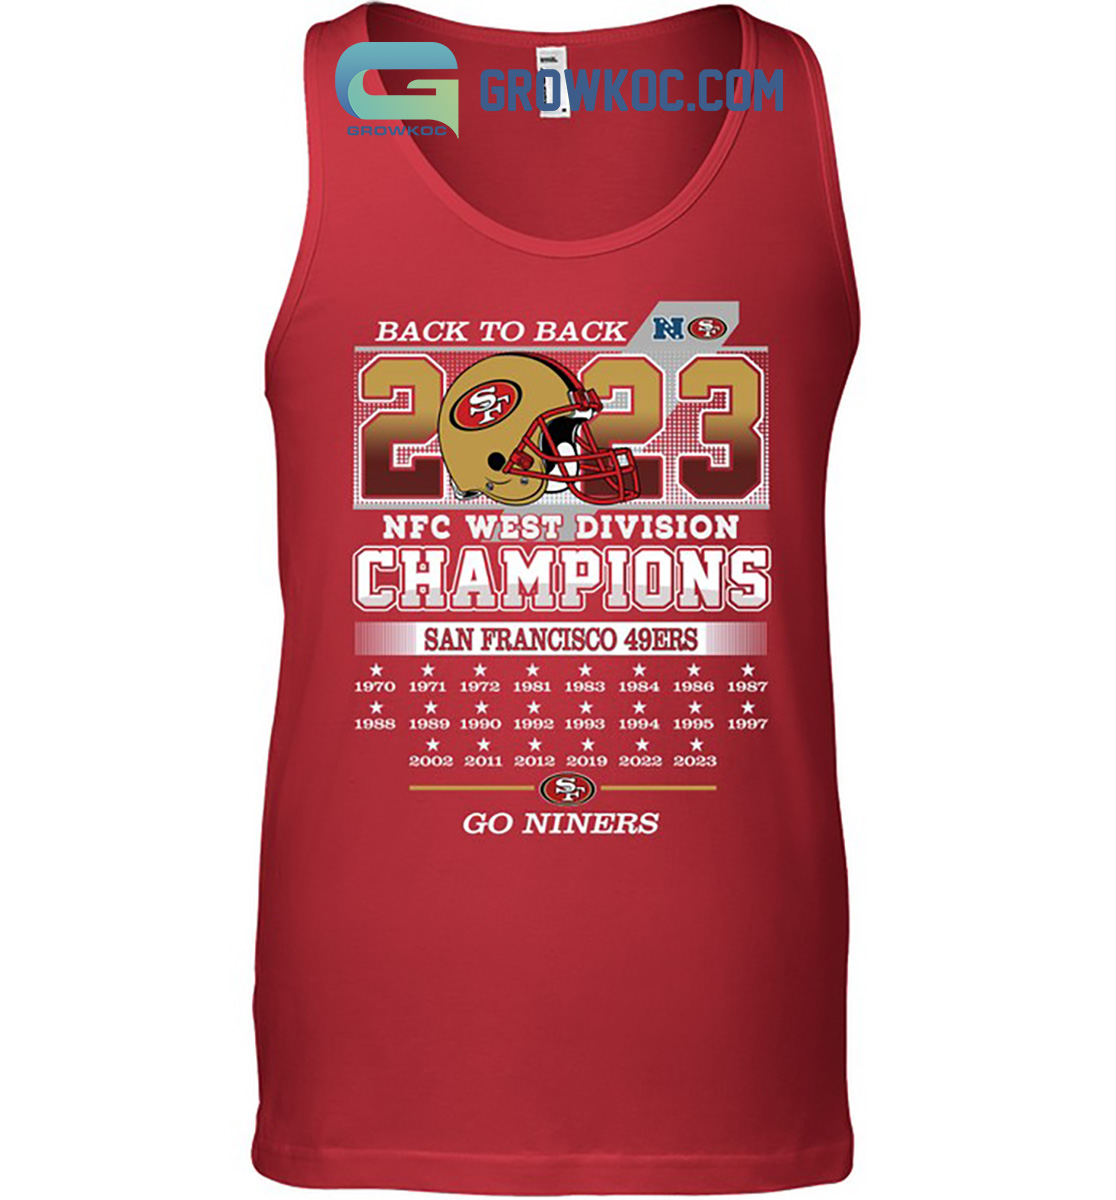 GROWKOC.COM
GROWKOC
BACK TO BACK
2023
NFC WEST DIVISION
CHAMPIONS
SAN FRANCISCO 49ERS
1970 1971 1972 1981 1983 1984 1986 1987
1988 1989 1990 1992 1993 1994 1995 1997
2002 2011 2012 2019 2022 2023
SF
GO NINERS